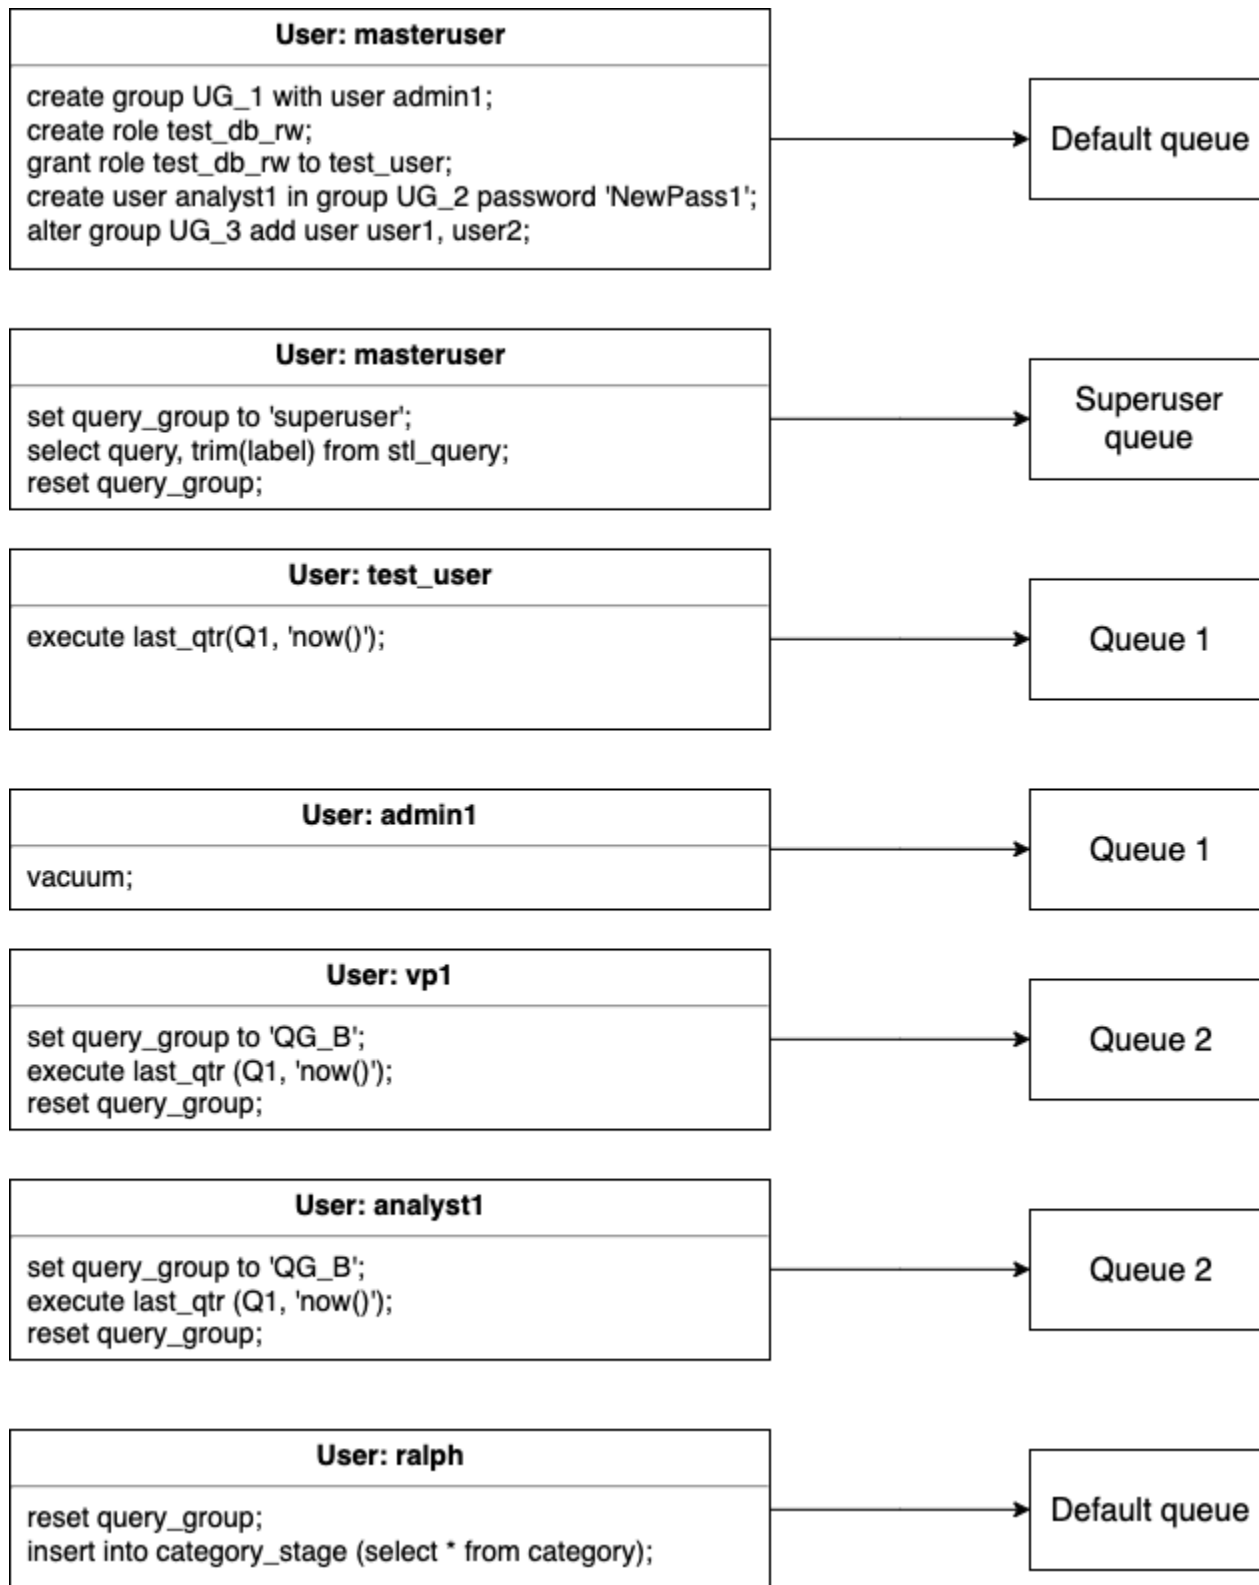 User: masteruser
create group UG_1 with user admin1;
create role test_db_rw;
grant role test_db_rw to test_user;
create user analyst1 in group UG_2 password 'NewPass1';
alter group UG_3 add user user1, user2;
Default queue
User: masteruser
set query_group to 'superuser';
select query, trim(label) from stl_query;
reset query_group;
Superuser
queue
User: test_user
execute last_qtr(Q1, 'now()');
Queue 1
User: admin1
vacuum;
Queue 1
User: vp1
set query_group to 'QG_B';
execute last_qtr (Q1, 'now()');
reset query_group;
Queue 2
User: analyst1
set query_group to 'QG_B';
execute last_qtr (Q1, 'now()');
reset query_group;
Queue 2
User: ralph
reset query_group;
insert into category_stage (select * from category);
Default queue